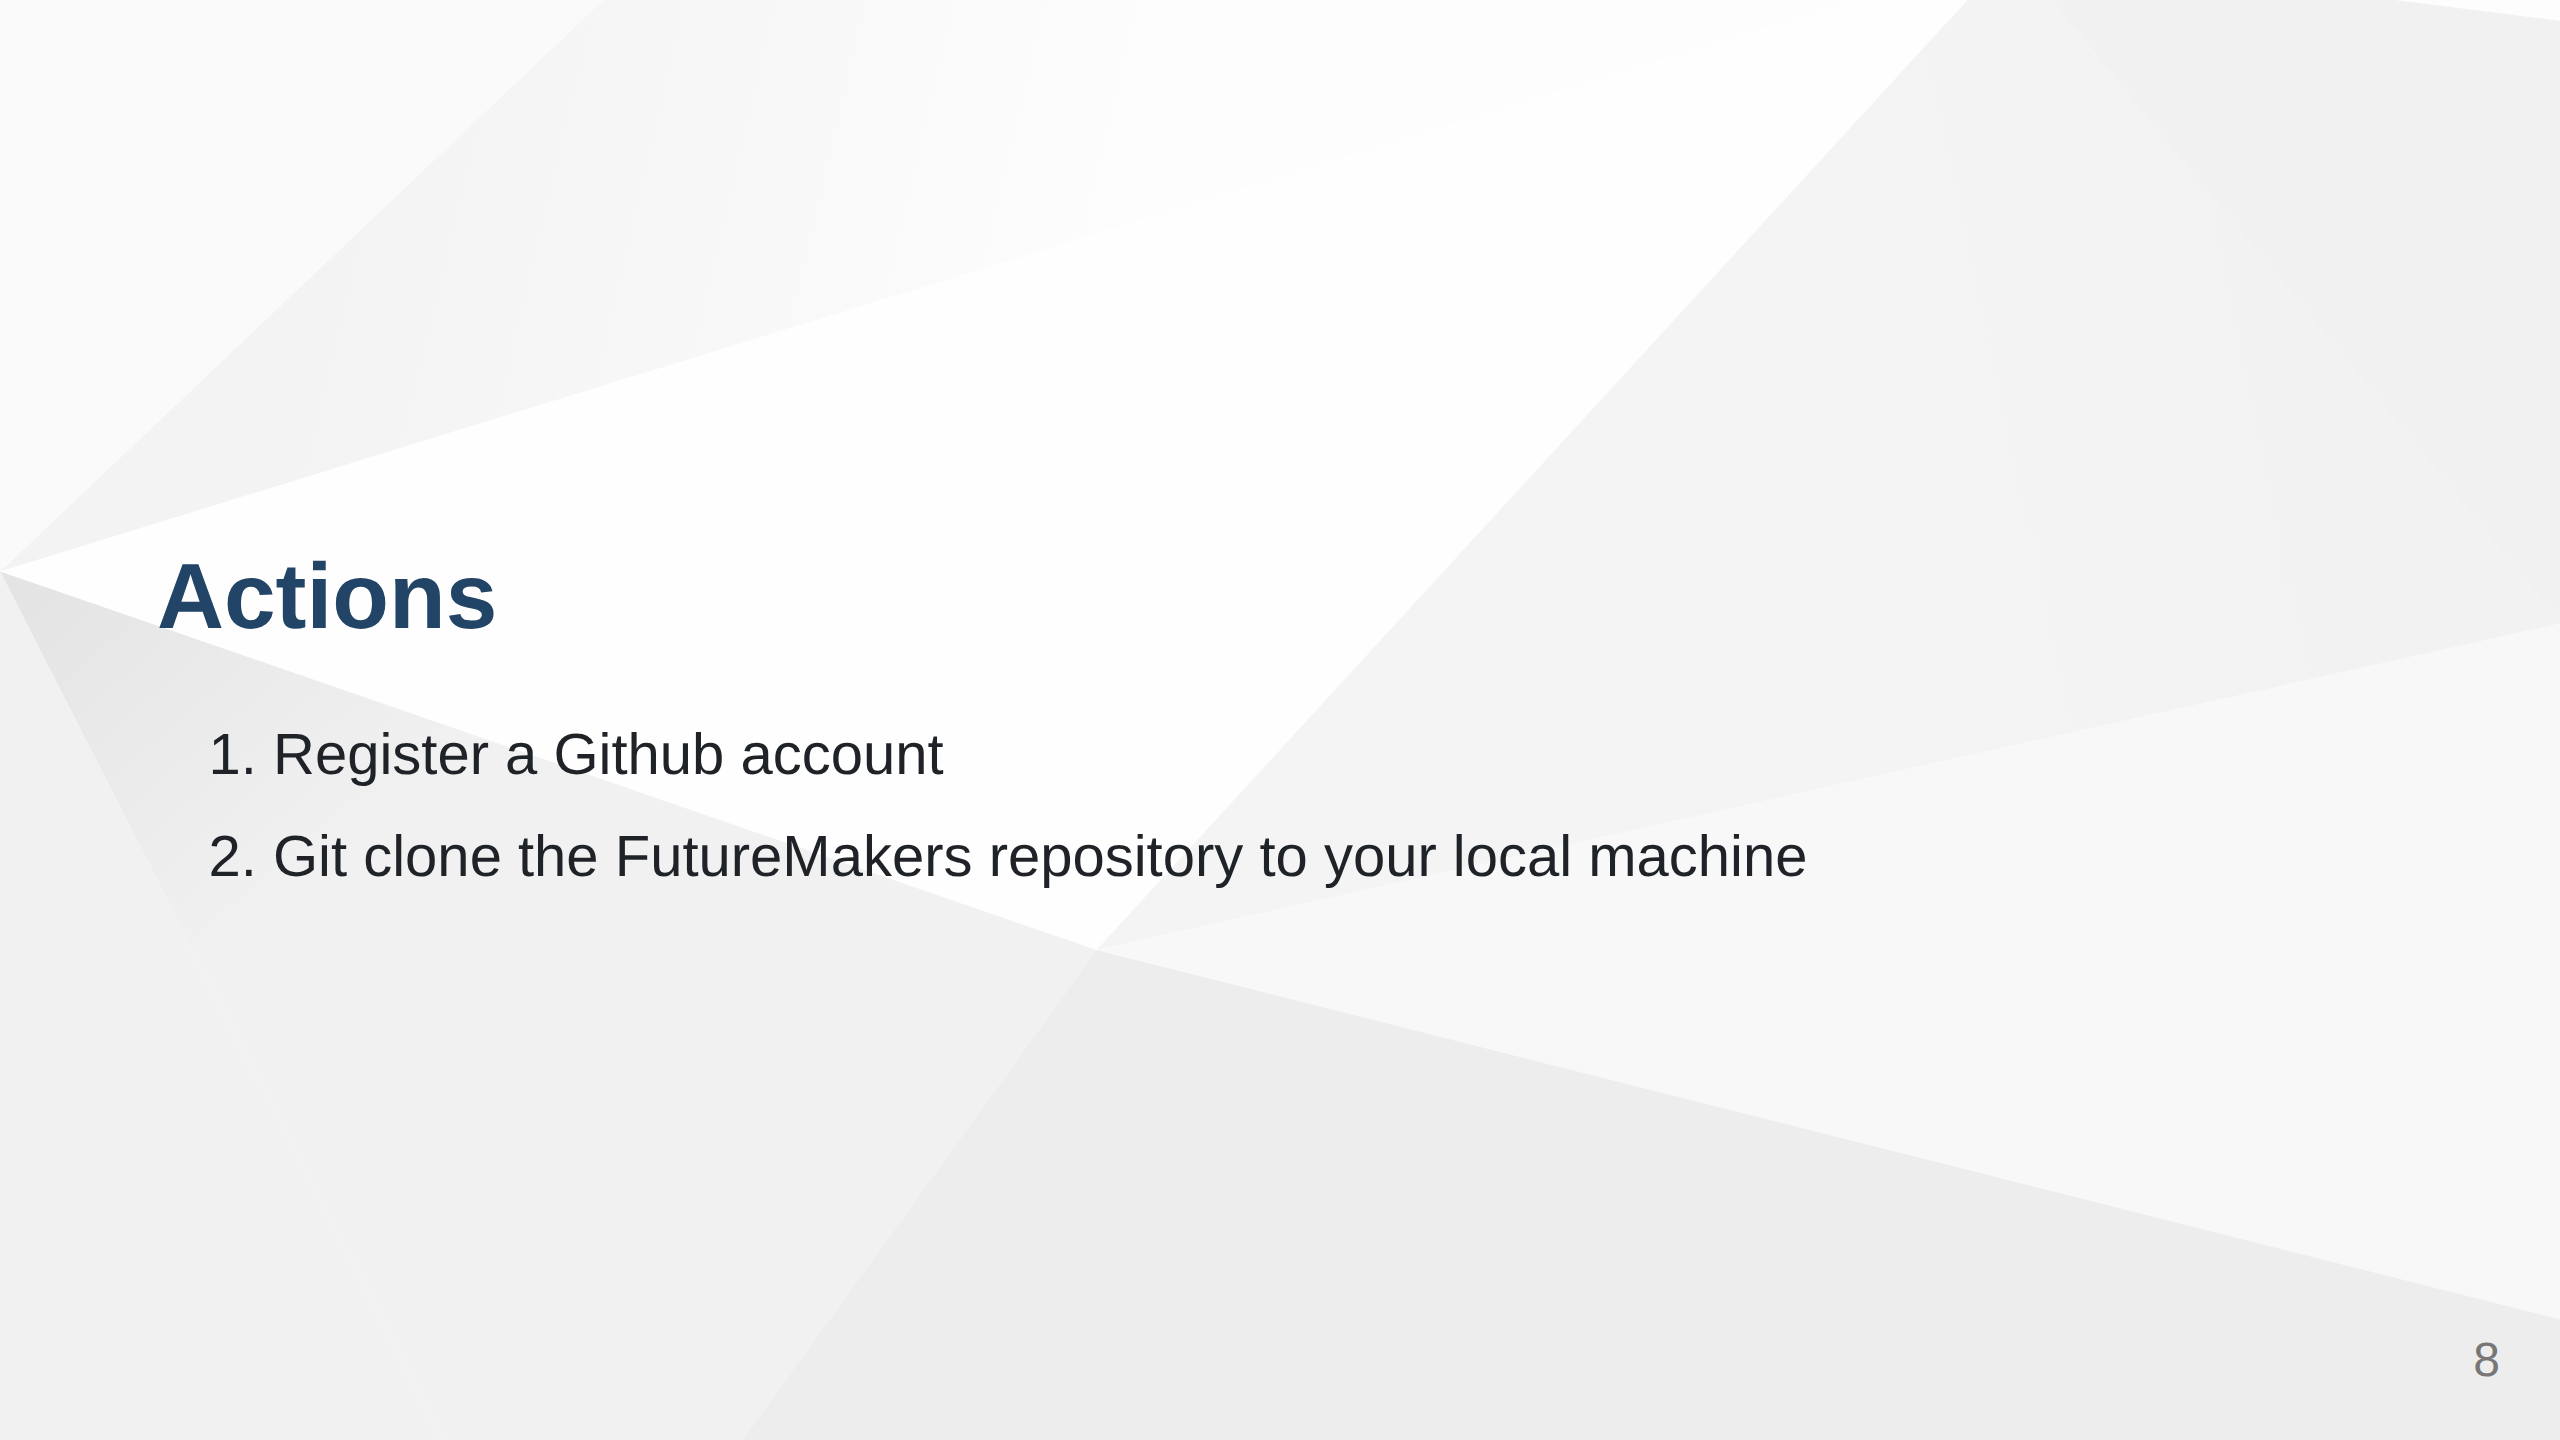 Actions
1. Register a Github account
2. Git clone the FutureMakers repository to your local machine
8